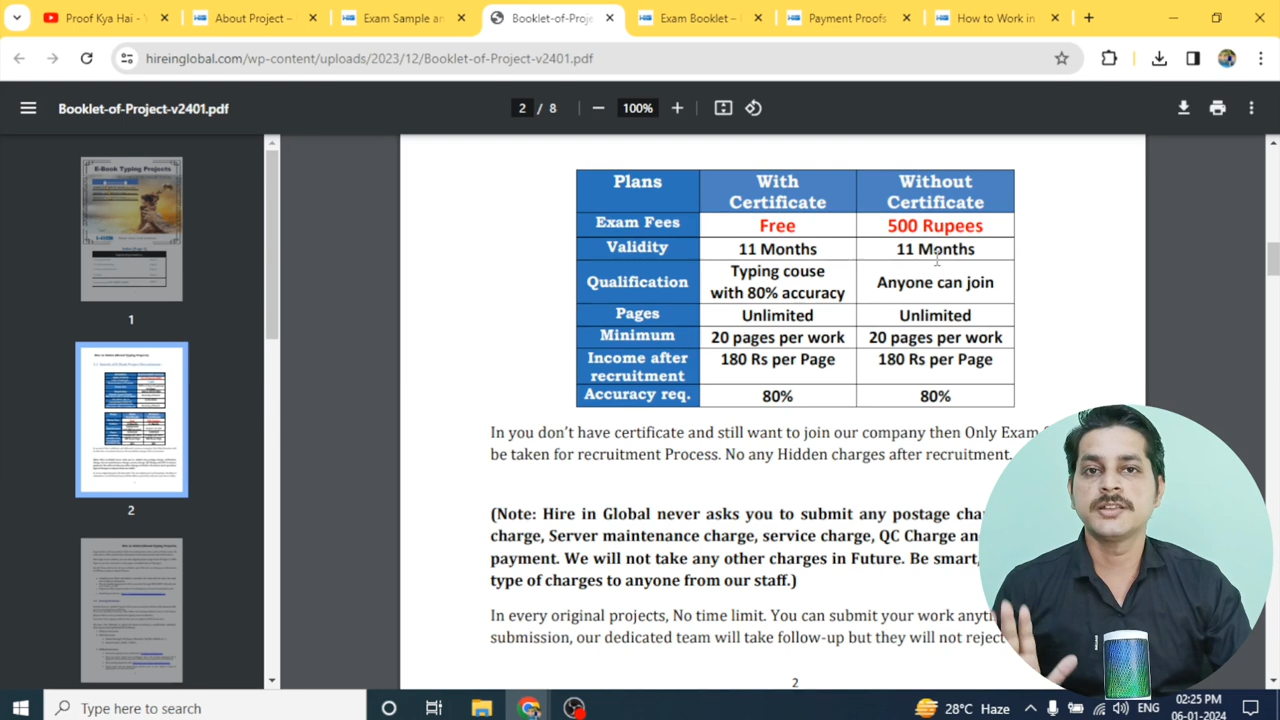 Proof Kya Hai -
About Project –
Exam Sample an
Booklet-of-Proje
Exam Booklet –
Payment Proofs
How to Work in
hireinglobal.com/wp-content/uploads/2023/12/Booklet-of-Project-v2401.pdf
Booklet-of-Project-v2401.pdf
2 / 8
100%
E-Book Typing Projects
1
2
Plans With Certificate Without Certificate
Exam Fees Free 500 Rupees
Validity 11 Months 11 Months
Qualification Typing couse with 80% accuracy Anyone can join
Pages Unlimited Unlimited
Minimum 20 pages per work 20 pages per work
Income after recruitment 180 Rs per Page 180 Rs per Page
Accuracy req. 80% 80%
In you don't have certificate and still want to join company then Only Exam
be taken for recruitment Process. No any Hidden charges after recruitment.
(Note: Hire in Global never asks you to submit any postage
charge, Server maintenance charge, service charge, QC Charge
payment. We will not take any other charges in Future. Be smart,
type of charges to anyone from our staff.)
In every original projects, No time limit. You can submit your work
submission, our dedicated team will take follow-up but they will not reject
2
Type here to search
28°C Haze
ENG
02:25 PM
06-01-2024